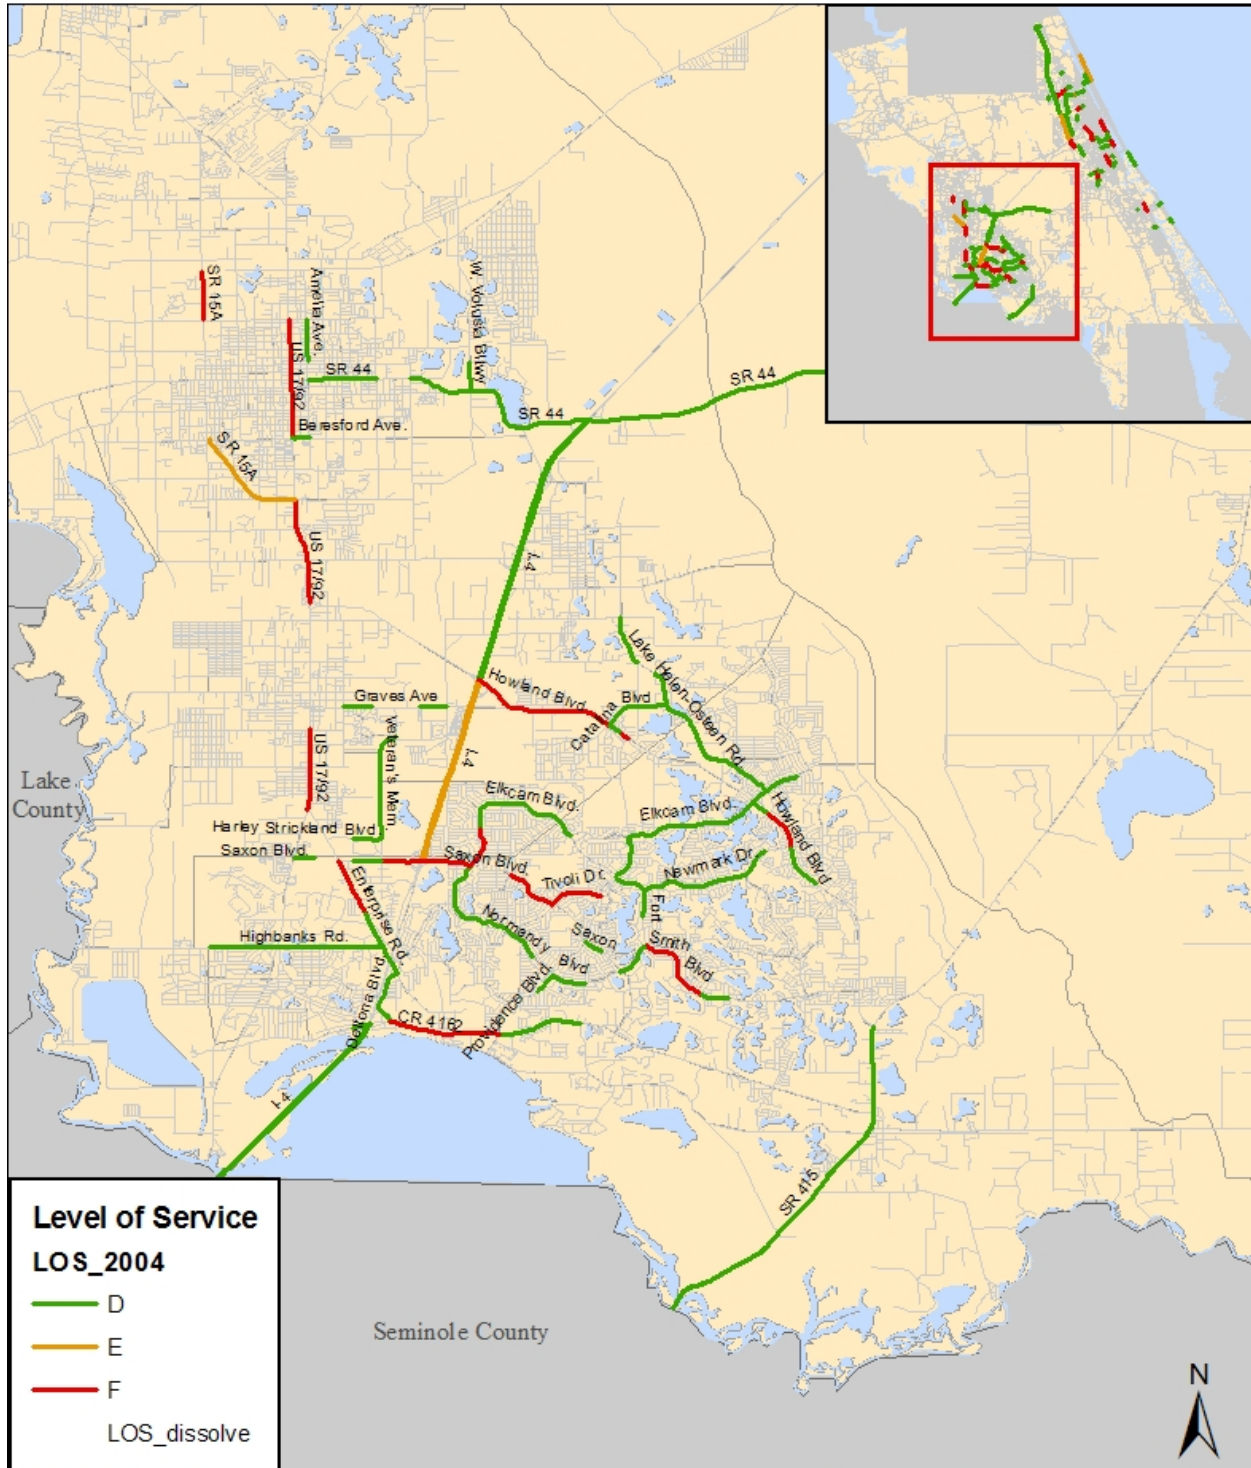 SR 15A
Amelia Ave.
W. Volusia Bltwy
US 17/92
SR 44
SR 44
SR 44
Beresford Ave.
SR 15A
US 17/92
I-4
Lake Helen-Osteen Rd
Howland Blvd.
Graves Ave
Catalina Blvd
Veteran's Mem
US 17/92
I-4
Lake
County
Elkcam Blvd.
Elkcam Blvd.
Howland Blvd
Harley Strickland Blvd.
Saxon Blvd.
Saxon Blvd.
Newmark Dr.
Tivoli Dr.
Enterprise Rd.
Fort Smith Blvd
Normandy Blvd
Saxon
Highbanks Rd.
Deltona Blvd.
Providence Blvd.
CR 4162
I-4
SR 415
Level of Service
LOS_2004
D
E
F
LOS_dissolve
Seminole County
N